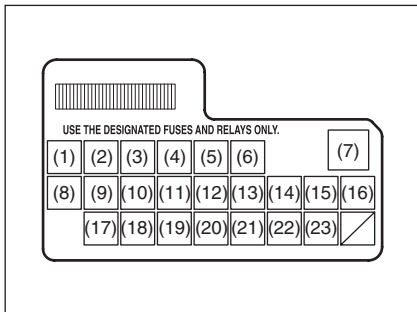 USE THE DESIGNATED FUSES AND RELAYS ONLY.
(1) (2) (3) (4) (5) (6) (7)
(8) (9) (10) (11) (12) (13) (14) (15) (16)
(17) (18) (19) (20) (21) (22) (23)